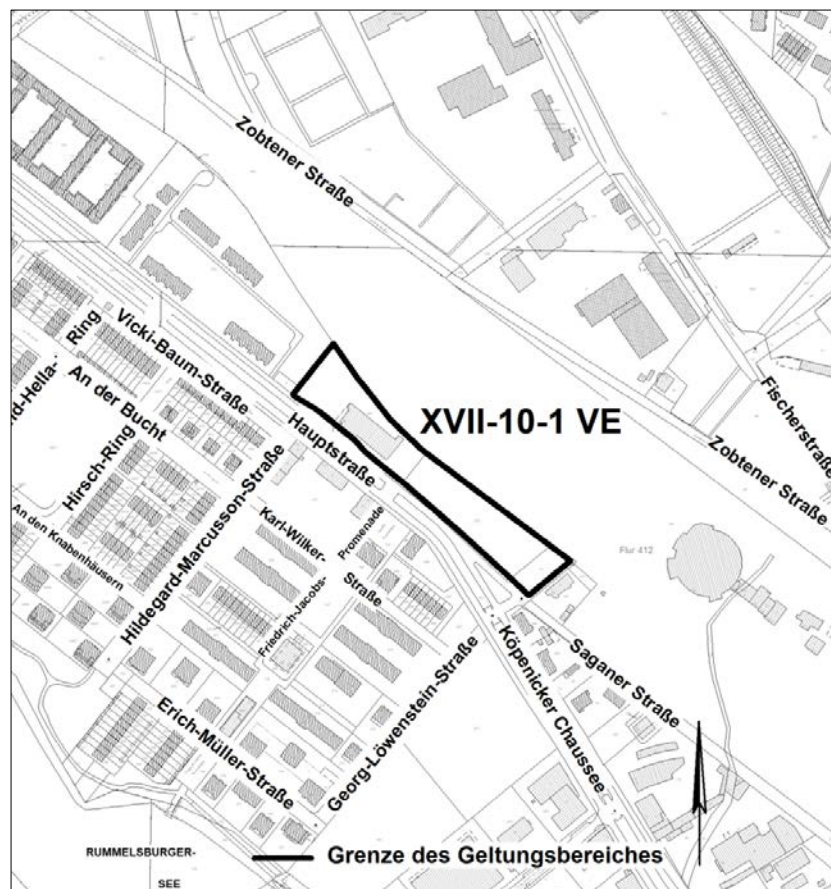 Zobtener Straße
Ring
Vicki-Baum-Straße
nd-Hella-
An der Bucht
Hauptstraße
XVII-10-1 VE
Fischerstraße
Zobtener Straße
Hirsch-Ring
An den Knabenhäusern
Hildegard-Marcusson-Straße
Karl-Wilker-
Straße
Promenade
Friedrich-Jacobs-
Flur 412
Georg-Löwenstein-Straße
Köpenicker Chaussee
Saganer Straße
Erich-Müller-Straße
RUMMELSBURGER-
SEE
Grenze des Geltungsbereiches